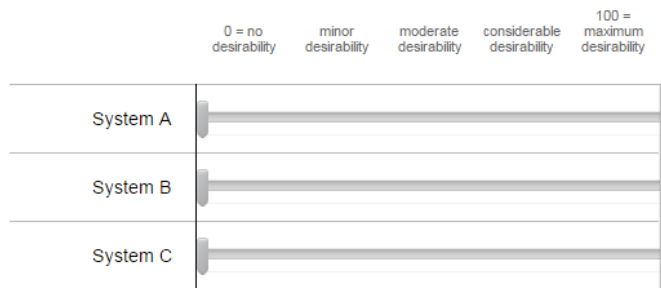 0 = no desirability
minor desirability
moderate desirability
considerable desirability
100 = maximum desirability
System A
System B
System C